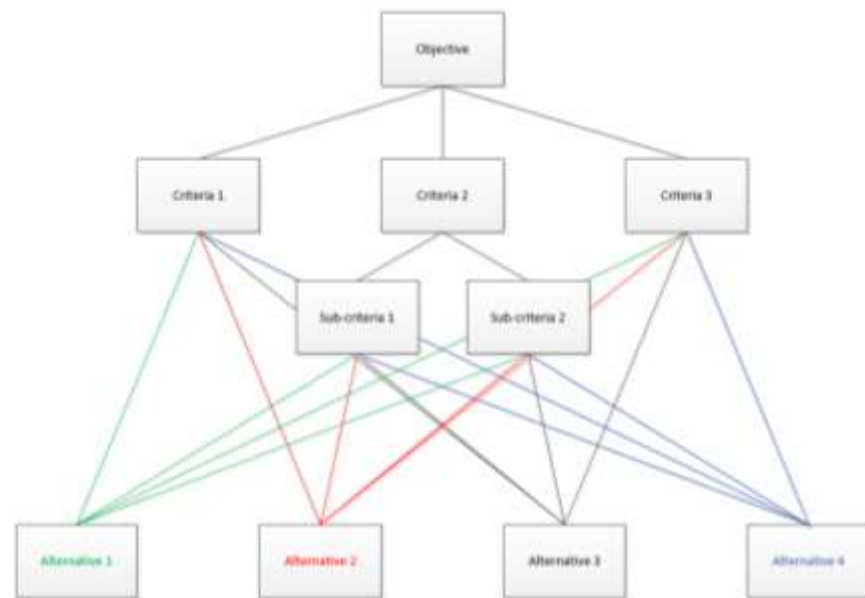 Objective
Criteria 1
Criteria 2
Criteria 3
Sub-criteria 1
Sub-criteria 2
Alternative 1
Alternative 2
Alternative 3
Alternative 4